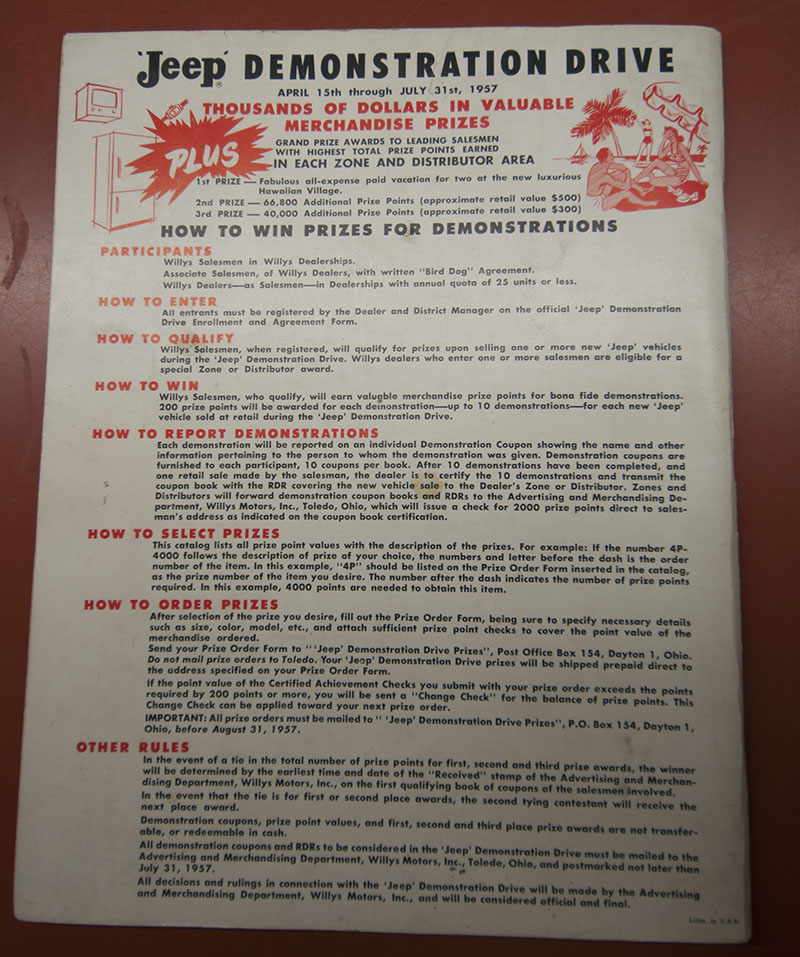 'Jeep'® DEMONSTRATION DRIVE
APRIL 15th through JULY 31st, 1957
THOUSANDS OF DOLLARS IN VALUABLE
MERCHANDISE PRIZES
PLUS
GRAND PRIZE AWARDS TO LEADING SALESMEN
WITH HIGHEST TOTAL PRIZE POINTS EARNED
IN EACH ZONE AND DISTRIBUTOR AREA
1st PRIZE — Fabulous all-expense paid vacation for two at the new luxurious
Hawaiian Village.
2nd PRIZE — 66,800 Additional Prize Points (approximate retail value $500)
3rd PRIZE — 40,000 Additional Prize Points (approximate retail value $300)
HOW TO WIN PRIZES FOR DEMONSTRATIONS
PARTICIPANTS
Willys Salesmen in Willys Dealerships.
Associate Salesmen, of Willys Dealers, with written "Bird Dog" Agreement.
Willys Dealers—as Salesmen—in Dealerships with annual quota of 25 units or less.
HOW TO ENTER
All entrants must be registered by the Dealer and District Manager on the official 'Jeep' Demonstration
Drive Enrollment and Agreement Form.
HOW TO QUALIFY
Willys Salesmen, when registered, will qualify for prizes upon selling one or more new 'Jeep' vehicles
during the 'Jeep' Demonstration Drive. Willys dealers who enter one or more salesmen are eligible for a
special Zone or Distributor award.
HOW TO WIN
Willys Salesmen, who qualify, will earn valuable merchandise prize points for bona fide demonstrations.
200 prize points will be awarded for each demonstration—up to 10 demonstrations—for each new 'Jeep'
vehicle sold at retail during the 'Jeep' Demonstration Drive.
HOW TO REPORT DEMONSTRATIONS
Each demonstration will be reported on an individual Demonstration Coupon showing the name and other
information pertaining to the person to whom the demonstration was given. Demonstration coupons are
furnished to each participant, 10 coupons per book. After 10 demonstrations have been completed, and
one retail sale made by the salesman, the dealer is to certify the 10 demonstrations and transmit the
coupon book with the RDR covering the new vehicle sale to the Dealer's Zone or Distributor. Zones and
Distributors will forward demonstration coupon books and RDRs to the Advertising and Merchandising De-
partment, Willys Motors, Inc., Toledo, Ohio, which will issue a check for 2000 prize points direct to sales-
man's address as indicated on the coupon book certification.
HOW TO SELECT PRIZES
This catalog lists all prize point values with the description of the prizes. For example: If the number 4P-
4000 follows the description of prize of your choice, the numbers and letter before the dash is the order
number of the item. In this example, "4P" should be listed on the Prize Order Form inserted in the catalog,
as the prize number of the item you desire. The number after the dash indicates the number of prize points
required. In this example, 4000 points are needed to obtain this item.
HOW TO ORDER PRIZES
After selection of the prize you desire, fill out the Prize Order Form, being sure to specify necessary details
such as size, color, model, etc., and attach sufficient prize point checks to cover the point value of the
merchandise ordered.
Send your Prize Order Form to " 'Jeep' Demonstration Drive Prizes", Post Office Box 154, Dayton 1, Ohio.
Do not mail prize orders to Toledo. Your 'Jeep' Demonstration Drive prizes will be shipped prepaid direct to
the address specified on your Prize Order Form.
If the point value of the Certified Achievement Checks you submit with your prize order exceeds the points
required by 200 points or more, you will be sent a "Change Check" for the balance of prize points. This
Change Check can be applied toward your next prize order.
IMPORTANT: All prize orders must be mailed to " 'Jeep' Demonstration Drive Prizes", P.O. Box 154, Dayton 1,
Ohio, before August 31, 1957.
OTHER RULES
In the event of a tie in the total number of prize points for first, second and third prize awards, the winner
will be determined by the earliest time and date of the "Received" stamp of the Advertising and Merchan-
dising Department, Willys Motors, Inc., on the first qualifying book of coupons of the salesmen involved.
In the event that the tie is for first or second place awards, the second tying contestant will receive the
next place award.
Demonstration coupons, prize point values, and first, second and third place prize awards are not transfer-
able, or redeemable in cash.
All demonstration coupons and RDRs to be considered in the 'Jeep' Demonstration Drive must be mailed to the
Advertising and Merchandising Department, Willys Motors, Inc., Toledo, Ohio, and postmarked not later than
July 31, 1957.
All decisions and rulings in connection with the 'Jeep' Demonstration Drive will be made by the Advertising
and Merchandising Department, Willys Motors, Inc., and will be considered official and final.
Litho. in U.S.A.